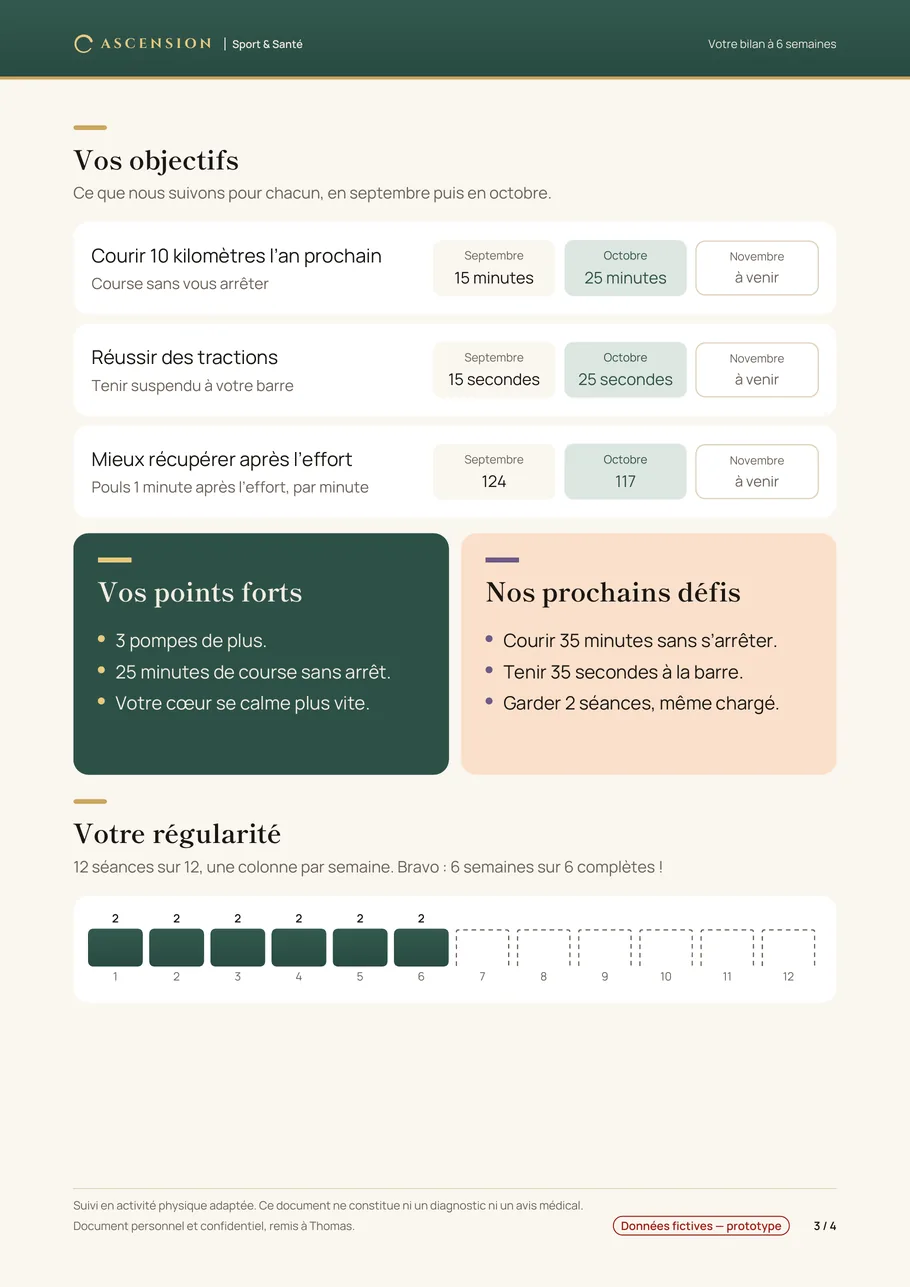 ASCENSION | Sport & Santé
Votre bilan à 6 semaines
Vos objectifs
Ce que nous suivons pour chacun, en septembre puis en octobre.
Courir 10 kilomètres l'an prochain
Course sans vous arrêter
Septembre
15 minutes
Octobre
25 minutes
Novembre
à venir
Réussir des tractions
Tenir suspendu à votre barre
Septembre
15 secondes
Octobre
25 secondes
Novembre
à venir
Mieux récupérer après l'effort
Pouls 1 minute après l'effort, par minute
Septembre
124
Octobre
117
Novembre
à venir
Vos points forts
3 pompes de plus.
25 minutes de course sans arrêt.
Votre cœur se calme plus vite.
Nos prochains défis
Courir 35 minutes sans s'arrêter.
Tenir 35 secondes à la barre.
Garder 2 séances, même chargé.
Votre régularité
12 séances sur 12, une colonne par semaine. Bravo : 6 semaines sur 6 complètes !
2 2 2 2 2 2
1 2 3 4 5 6 7 8 9 10 11 12
Suivi en activité physique adaptée. Ce document ne constitue ni un diagnostic ni un avis médical.
Document personnel et confidentiel, remis à Thomas.
Données fictives — prototype
3 / 4